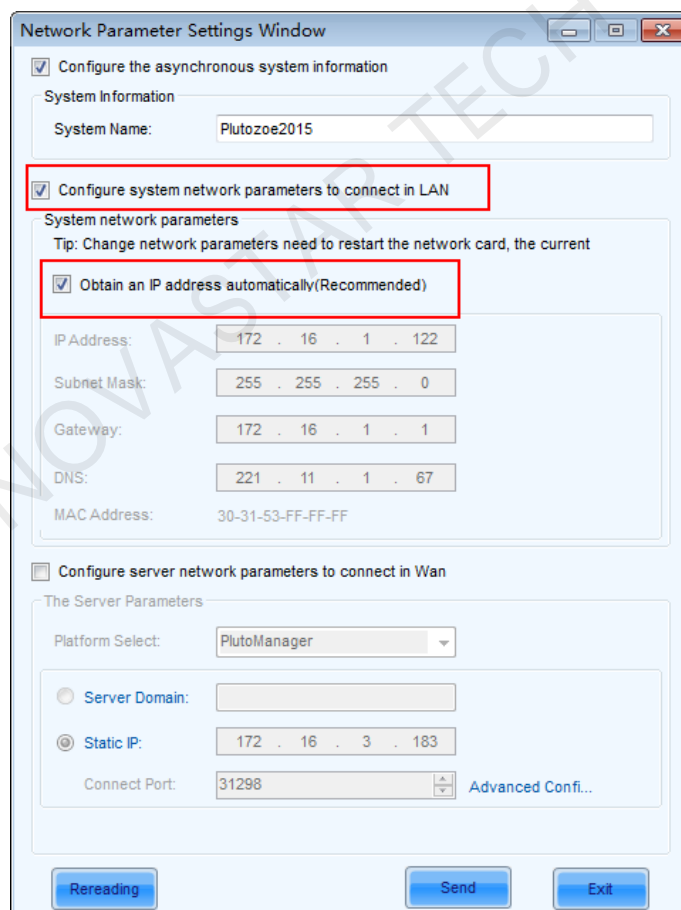 Network Parameter Settings Window
Configure the asynchronous system information
System Information
System Name: Plutozoe2015
Configure system network parameters to connect in LAN
System network parameters
Tip: Change network parameters need to restart the network card, the current
Obtain an IP address automatically(Recommended)
IP Address: 172 . 16 . 1 . 122
Subnet Mask: 255 . 255 . 255 . 0
Gateway: 172 . 16 . 1 . 1
DNS: 221 . 11 . 1 . 67
MAC Address: 30-31-53-FF-FF-FF
Configure server network parameters to connect in Wan
The Server Parameters
Platform Select: PlutoManager
Server Domain:
Static IP: 172 . 16 . 3 . 183
Connect Port: 31298 Advanced Confi...
Rereading Send Exit
NOVASTAR TECH